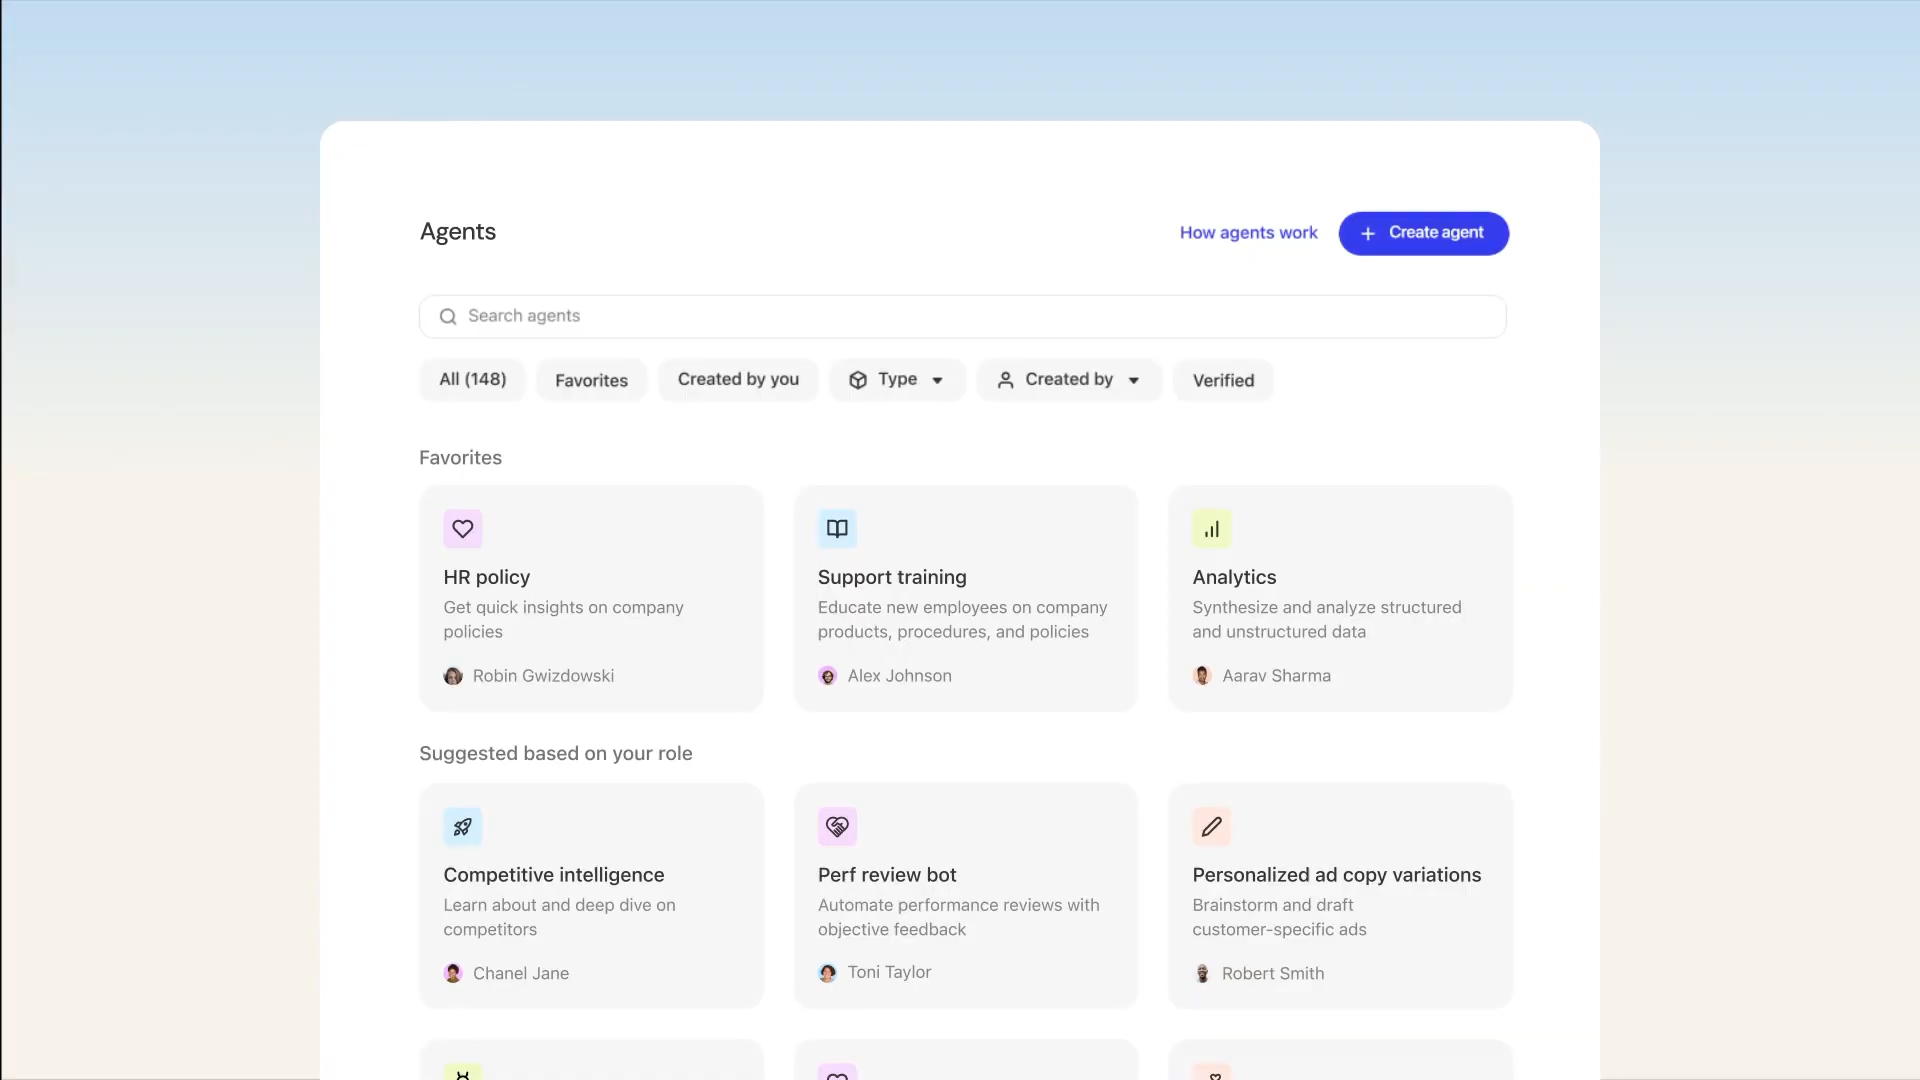 Agents
How agents work
Create agent
Search agents
All (148)
Favorites
Created by you
Type
Created by
Verified
Favorites
HR policy
Get quick insights on company
policies
Robin Gwizdowski
Support training
Educate new employees on company
products, procedures, and policies
Alex Johnson
Analytics
Synthesize and analyze structured
and unstructured data
Aarav Sharma
Suggested based on your role
Competitive intelligence
Learn about and deep dive on
competitors
Chanel Jane
Perf review bot
Automate performance reviews with
objective feedback
Toni Taylor
Personalized ad copy variations
Brainstorm and draft
customer-specific ads
Robert Smith